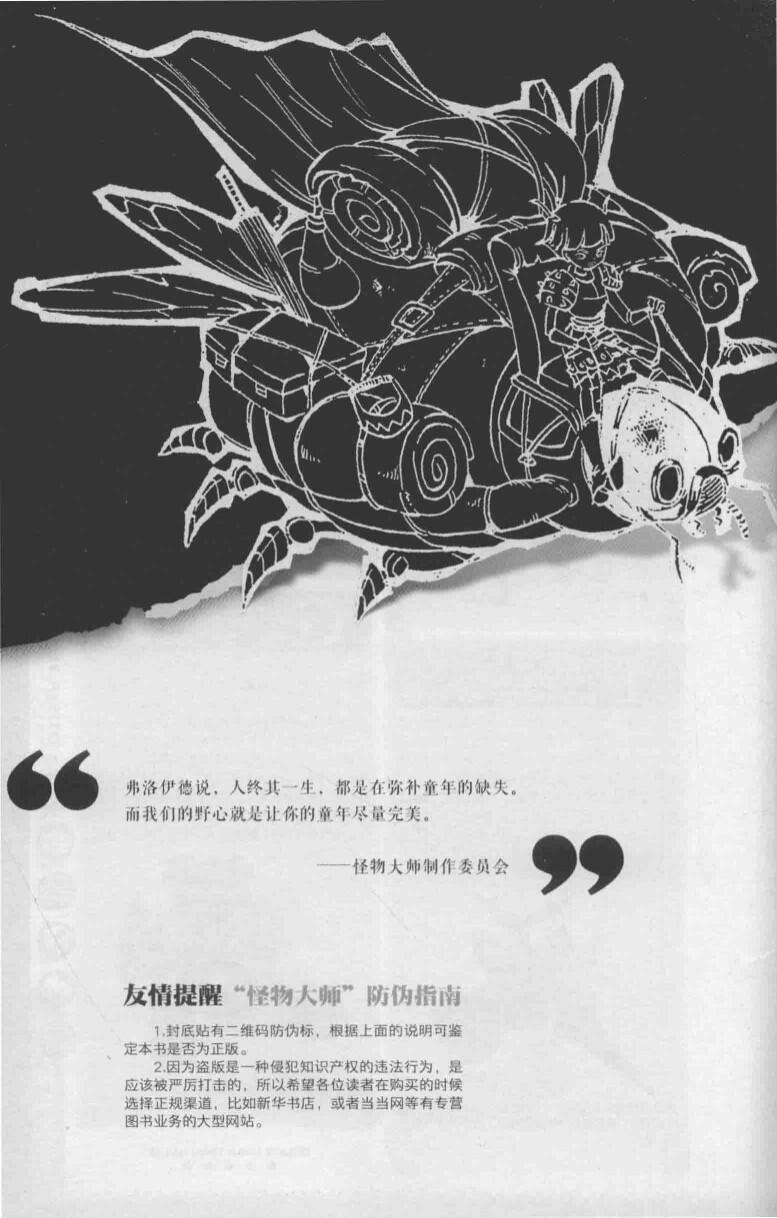 弗洛伊德说，人终其一生，都是在弥补童年的缺失。
而我们的野心就是让你的童年尽量完美。
——怪物大师制作委员会
友情提醒“怪物大师”防伪指南
1.封底贴有二维码防伪标，根据上面的说明可鉴
定本书是否为正版。
2.因为盗版是一种侵犯知识产权的违法行为，是
应该被严厉打击的，所以希望各位读者在购买的时候
选择正规渠道，比如新华书店，或者当当网等有专营
图书业务的大型网站。